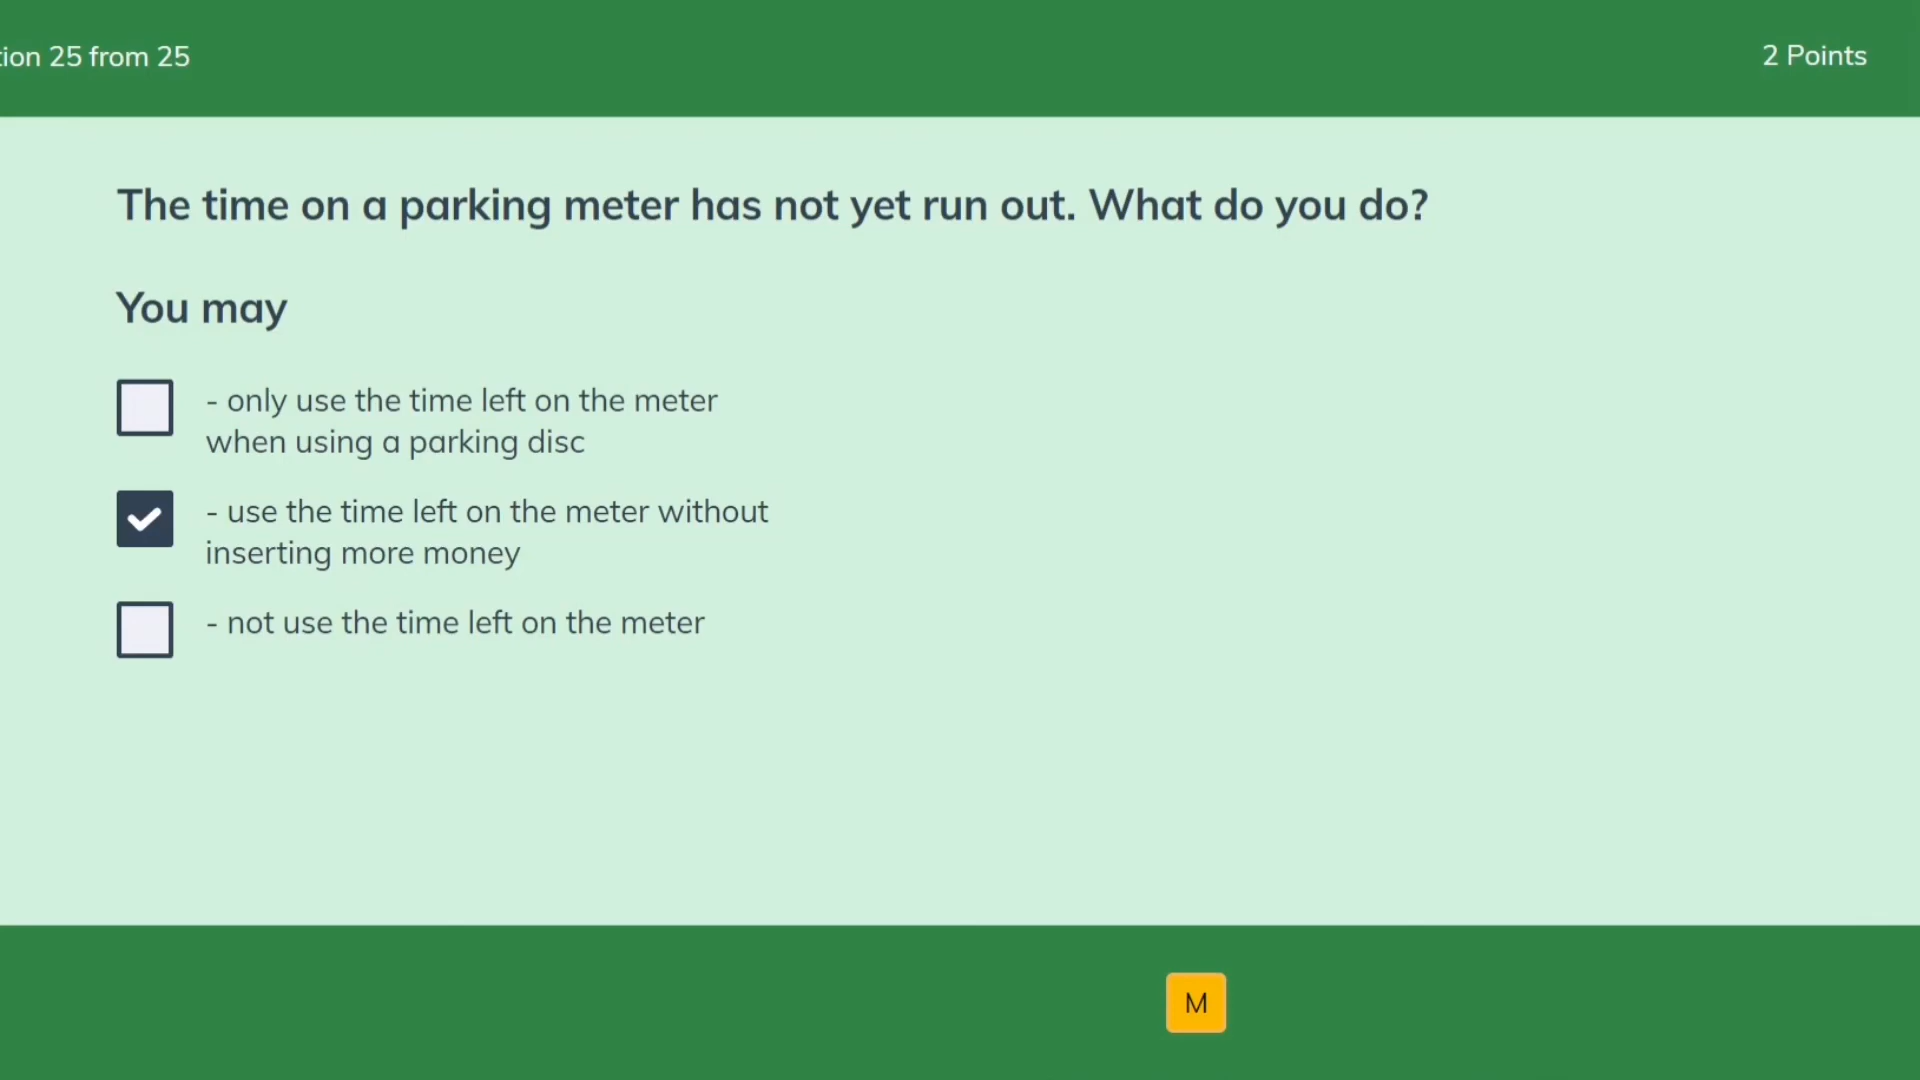 tion 25 from 25
2 Points
The time on a parking meter has not yet run out. What do you do?
You may
- only use the time left on the meter
when using a parking disc
- use the time left on the meter without
inserting more money
- not use the time left on the meter
M